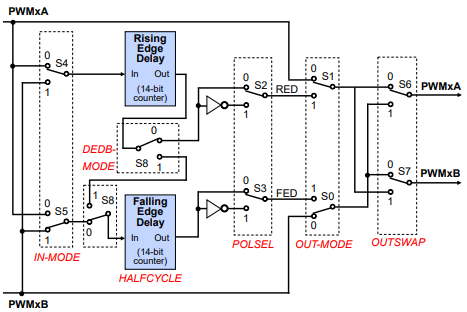 PWMxA
Rising
Edge
Delay
In Out
(14-bit
counter)
0
S4
1
0
S2
1
RED
0
S1
1
0
S6
1
PWMxA
DEDB-
MODE
0
S8
1
0
S5
1
1
S8
0
Falling
Edge
Delay
In Out
(14-bit
counter)
0
S3
1
FED
1
S0
0
0
S7
1
PWMxB
IN-MODE
HALFCYCLE
POLSEL
OUT-MODE
OUTSWAP
PWMxB